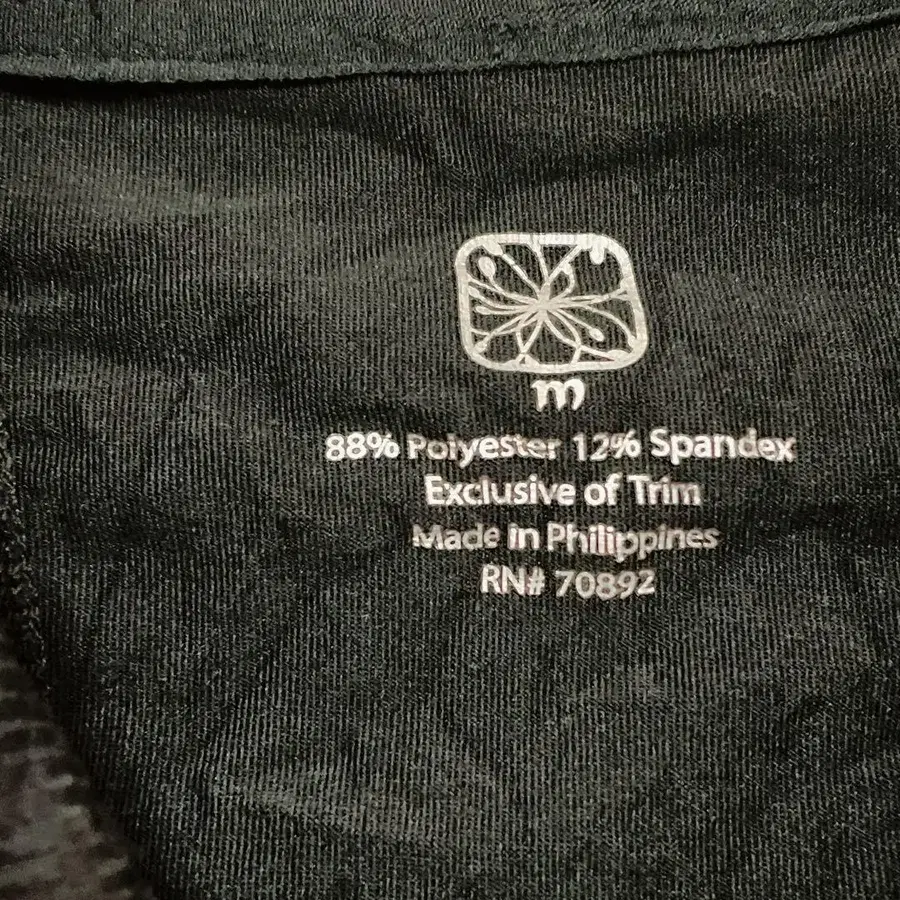 m
88% Polyester 12% Spandex
Exclusive of Trim
Made in Philippines
RN# 70892